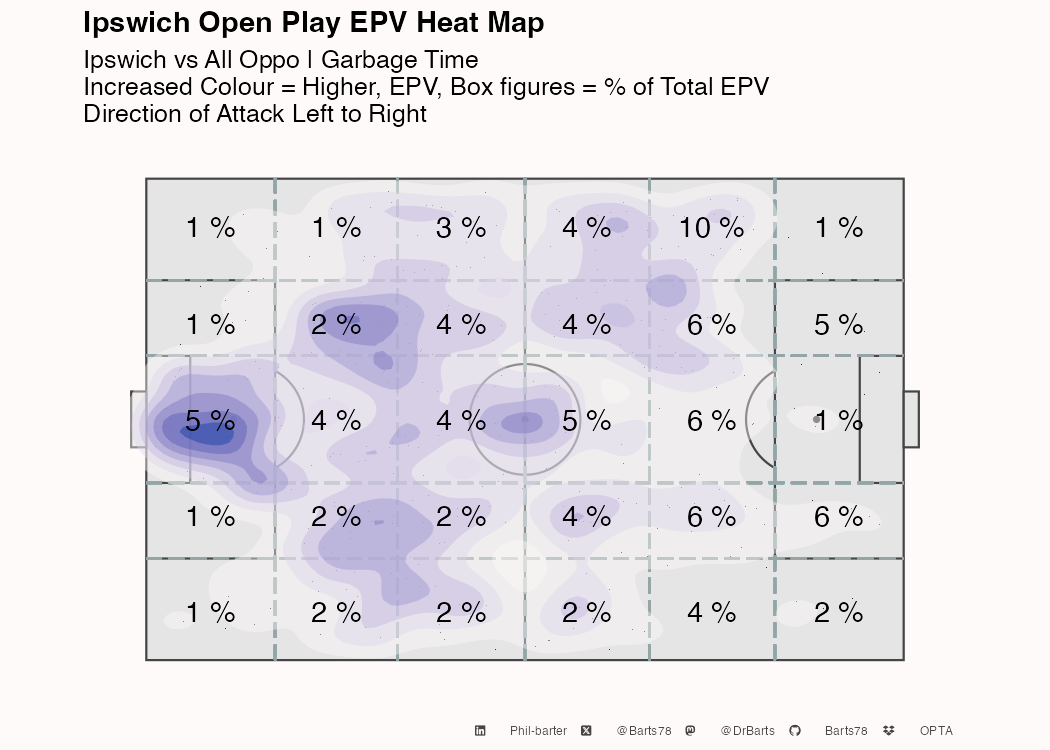 Ipswich Open Play EPV Heat Map
Ipswich vs All Oppo | Garbage Time
Increased Colour = Higher, EPV, Box figures = % of Total EPV
Direction of Attack Left to Right
1 % 1 % 3 % 4 % 10 % 1 %
1 % 2 % 4 % 4 % 6 % 5 %
5 % 4 % 4 % 5 % 6 % 1 %
1 % 2 % 2 % 4 % 6 % 6 %
1 % 2 % 2 % 2 % 4 % 2 %
Phil-barter @Barts78 @DrBarts Barts78 OPTA